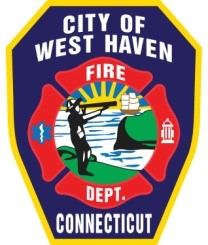 CITY OF
WEST HAVEN
FIRE
DEPT.
CONNECTICUT